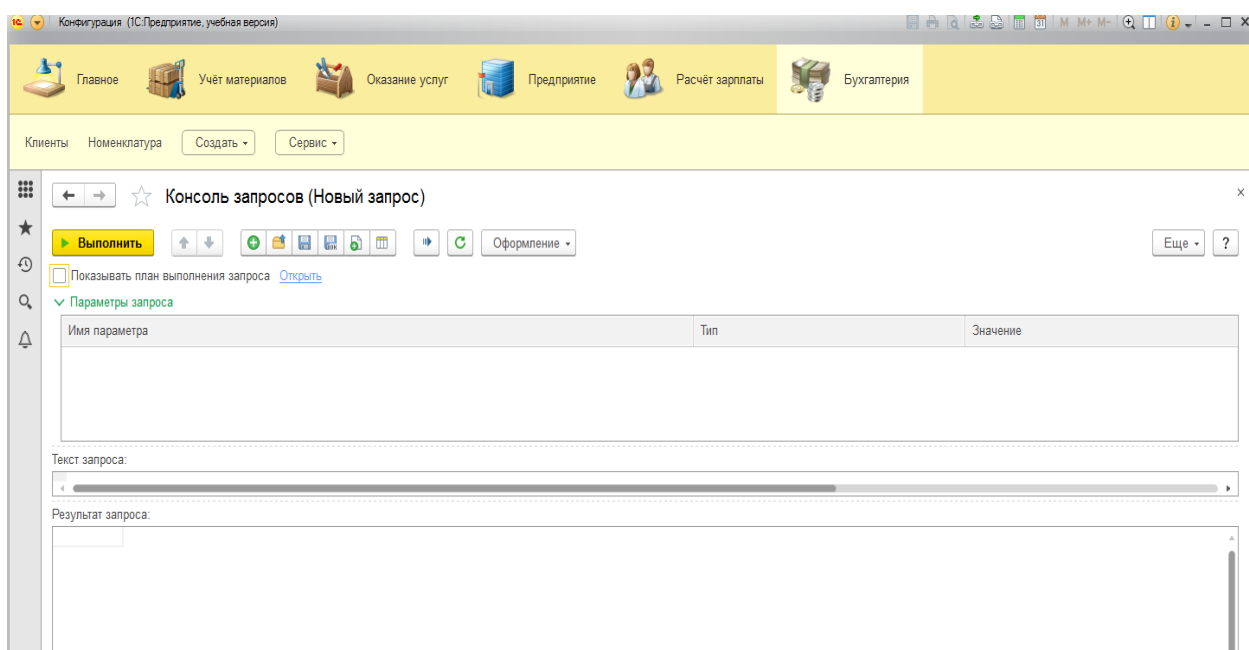 1С Конфигурация (1С:Предприятие, учебная версия) 31 M M+ M- i
Главное Учёт материалов Оказание услуг Предприятие Расчёт зарплаты Бухгалтерия
Клиенты Номенклатура Создать Сервис
Консоль запросов (Новый запрос)
Выполнить Оформление Еще ?
Показывать план выполнения запроса Открыть
Параметры запроса
Имя параметра Тип Значение
Текст запроса:
Результат запроса: